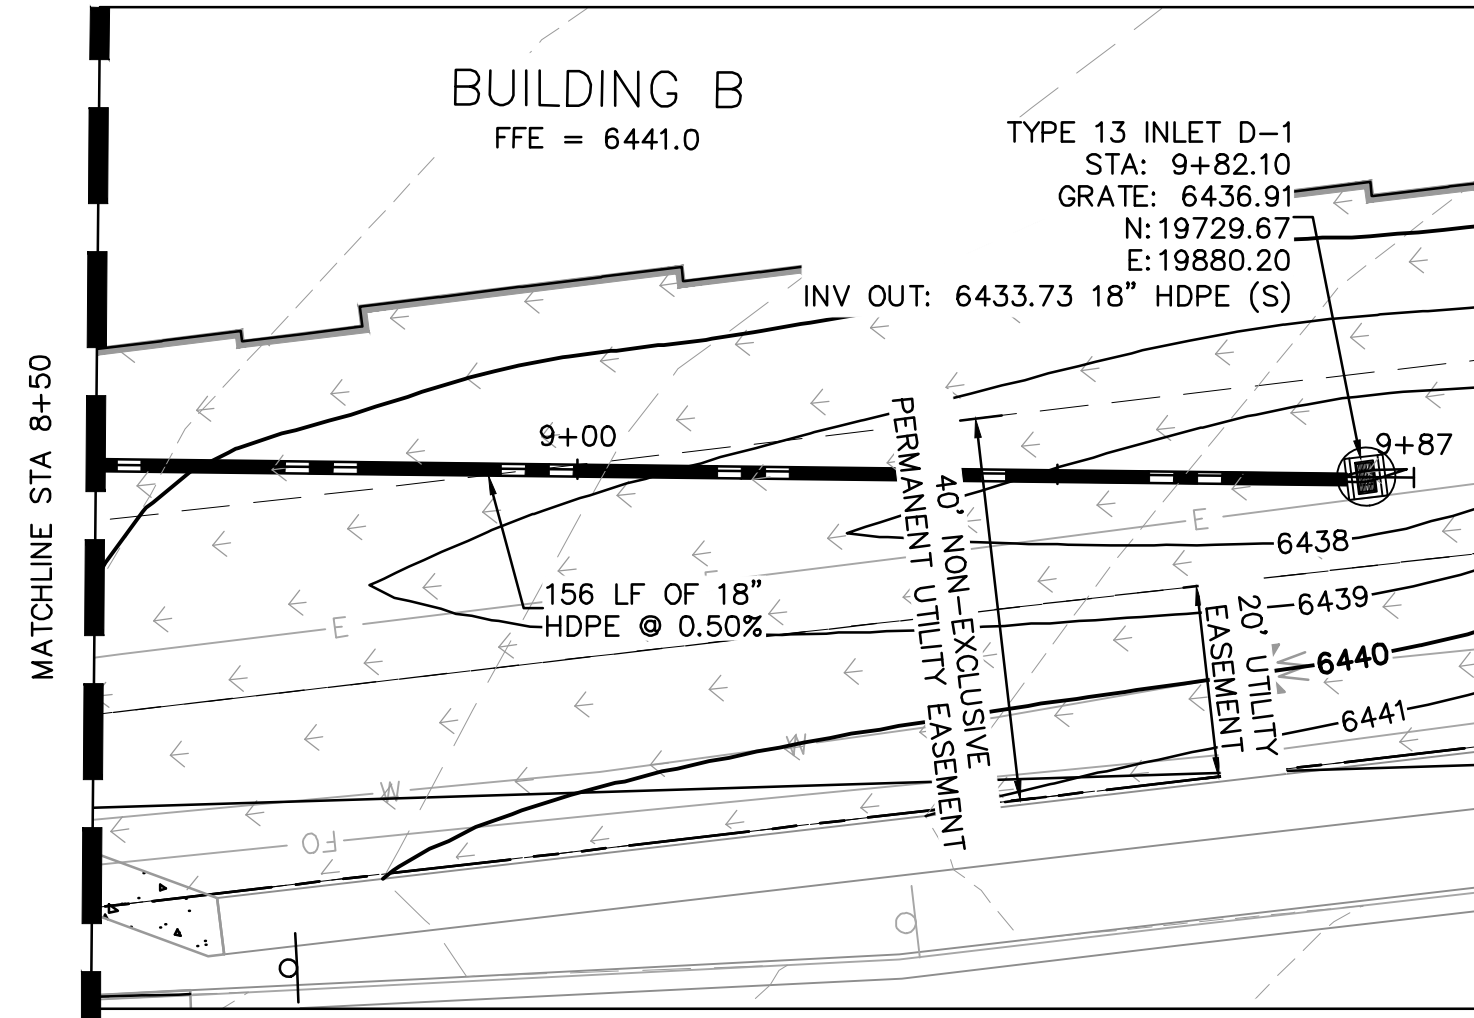 BUILDING B
FFE = 6441.0
TYPE 13 INLET D-1
STA: 9+82.10
GRATE: 6436.91
N:19729.67
E:19880.20
INV OUT: 6433.73 18" HDPE (S)
MATCHLINE STA 8+50
9+00
9+87
156 LF OF 18"
HDPE @ 0.50%
40' NON-EXCLUSIVE
PERMANENT UTILITY EASEMENT
20' UTILITY
EASEMENT
E
6438
6439
6440
6441
E
W
W
FO